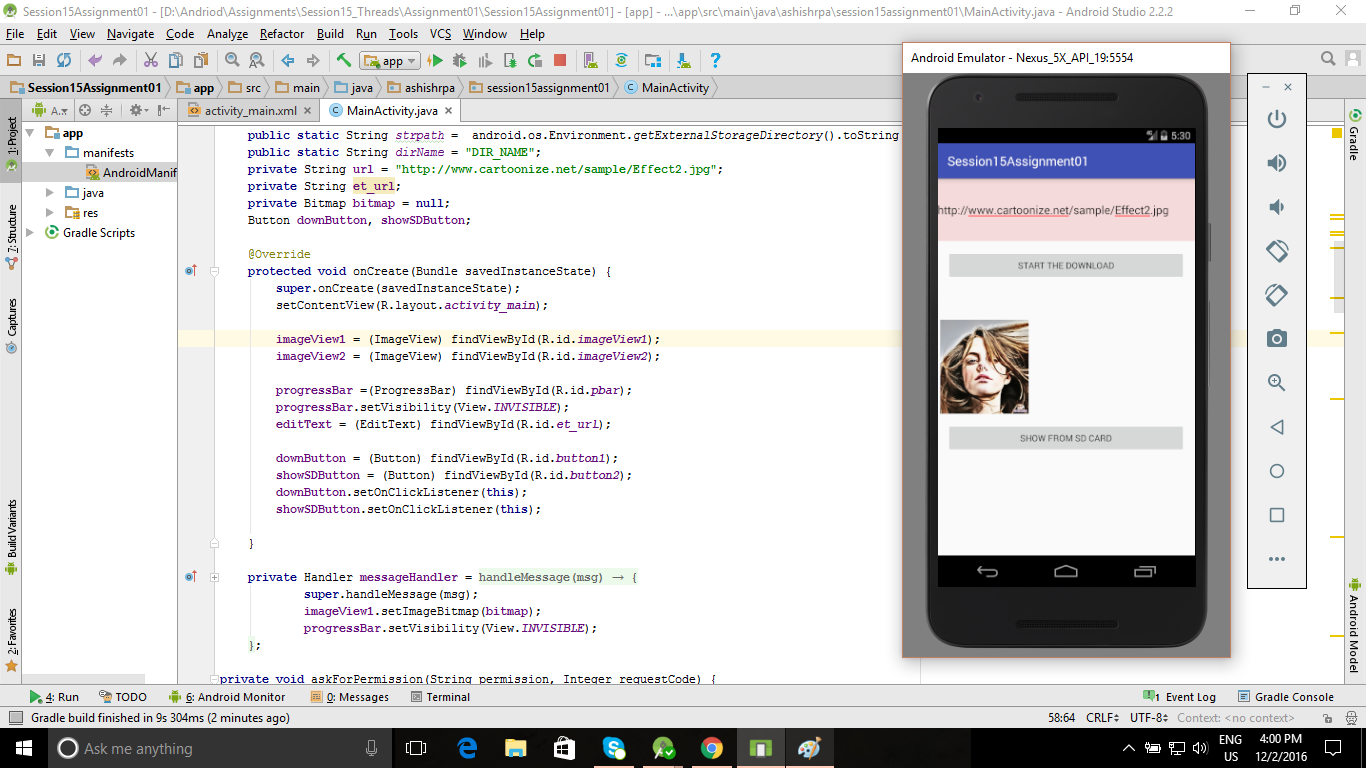 Session15Assignment01 - [D:\Andriod\Assignments\Session15_Threads\Assignment01\Session15Assignment01] - [app] - ...\app\src\main\java\ashishrpa\session15assignment01\MainActivity.java - Android Studio 2.2.2
File Edit View Navigate Code Analyze Refactor Build Run Tools VCS Window Help
app
Session15Assignment01 app src main java ashishrpa session15assignment01 MainActivity
A.. activity_main.xml MainActivity.java
1: Project
7: Structure
Captures
Build Variants
2: Favorites
app
manifests
AndroidManif
java
res
Gradle Scripts
public static String strpath = android.os.Environment.getExternalStorageDirectory().toString
public static String dirName = "DIR_NAME";
private String url = "http://www.cartoonize.net/sample/Effect2.jpg";
private String et_url;
private Bitmap bitmap = null;
Button downButton, showSDButton;
@Override
protected void onCreate(Bundle savedInstanceState) {
super.onCreate(savedInstanceState);
setContentView(R.layout.activity_main);
imageView1 = (ImageView) findViewById(R.id.imageView1);
imageView2 = (ImageView) findViewById(R.id.imageView2);
progressBar =(ProgressBar) findViewById(R.id.pbar);
progressBar.setVisibility(View.INVISIBLE);
editText = (EditText) findViewById(R.id.et_url);
downButton = (Button) findViewById(R.id.button1);
showSDButton = (Button) findViewById(R.id.button2);
downButton.setOnClickListener(this);
showSDButton.setOnClickListener(this);
}
private Handler messageHandler = handleMessage(msg) → {
super.handleMessage(msg);
imageView1.setImageBitmap(bitmap);
progressBar.setVisibility(View.INVISIBLE);
};
private void askForPermission(String permission, Integer requestCode) {
Android Emulator - Nexus_5X_API_19:5554
5:30
Session15Assignment01
http://www.cartoonize.net/sample/Effect2.jpg
START THE DOWNLOAD
SHOW FROM SD CARD
Gradle
Android Model
4: Run TODO 6: Android Monitor 0: Messages Terminal 1 Event Log Gradle Console
Gradle build finished in 9s 304ms (2 minutes ago) 58:64 CRLF UTF-8 Context: <no context>
Ask me anything
ENG
US
4:00 PM
12/2/2016